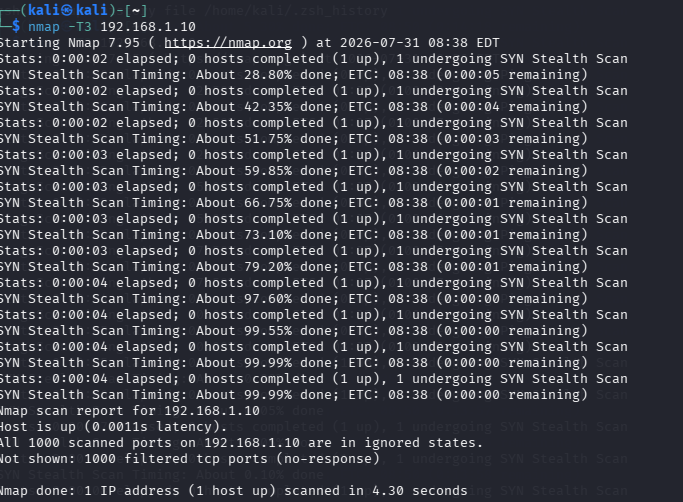 ┌──(kali㉿kali)-[~]
└─$ nmap -T3 192.168.1.10
Starting Nmap 7.95 ( https://nmap.org ) at 2026-07-31 08:38 EDT
Stats: 0:00:02 elapsed; 0 hosts completed (1 up), 1 undergoing SYN Stealth Scan
SYN Stealth Scan Timing: About 28.80% done; ETC: 08:38 (0:00:05 remaining)
Stats: 0:00:02 elapsed; 0 hosts completed (1 up), 1 undergoing SYN Stealth Scan
SYN Stealth Scan Timing: About 42.35% done; ETC: 08:38 (0:00:04 remaining)
Stats: 0:00:02 elapsed; 0 hosts completed (1 up), 1 undergoing SYN Stealth Scan
SYN Stealth Scan Timing: About 51.75% done; ETC: 08:38 (0:00:03 remaining)
Stats: 0:00:03 elapsed; 0 hosts completed (1 up), 1 undergoing SYN Stealth Scan
SYN Stealth Scan Timing: About 59.85% done; ETC: 08:38 (0:00:02 remaining)
Stats: 0:00:03 elapsed; 0 hosts completed (1 up), 1 undergoing SYN Stealth Scan
SYN Stealth Scan Timing: About 66.75% done; ETC: 08:38 (0:00:01 remaining)
Stats: 0:00:03 elapsed; 0 hosts completed (1 up), 1 undergoing SYN Stealth Scan
SYN Stealth Scan Timing: About 73.10% done; ETC: 08:38 (0:00:01 remaining)
Stats: 0:00:03 elapsed; 0 hosts completed (1 up), 1 undergoing SYN Stealth Scan
SYN Stealth Scan Timing: About 79.20% done; ETC: 08:38 (0:00:01 remaining)
Stats: 0:00:04 elapsed; 0 hosts completed (1 up), 1 undergoing SYN Stealth Scan
SYN Stealth Scan Timing: About 97.60% done; ETC: 08:38 (0:00:00 remaining)
Stats: 0:00:04 elapsed; 0 hosts completed (1 up), 1 undergoing SYN Stealth Scan
SYN Stealth Scan Timing: About 99.55% done; ETC: 08:38 (0:00:00 remaining)
Stats: 0:00:04 elapsed; 0 hosts completed (1 up), 1 undergoing SYN Stealth Scan
SYN Stealth Scan Timing: About 99.99% done; ETC: 08:38 (0:00:00 remaining)
Stats: 0:00:04 elapsed; 0 hosts completed (1 up), 1 undergoing SYN Stealth Scan
SYN Stealth Scan Timing: About 99.99% done; ETC: 08:38 (0:00:00 remaining)
Nmap scan report for 192.168.1.10
Host is up (0.0011s latency).
All 1000 scanned ports on 192.168.1.10 are in ignored states.
Not shown: 1000 filtered tcp ports (no-response)
Nmap done: 1 IP address (1 host up) scanned in 4.30 seconds